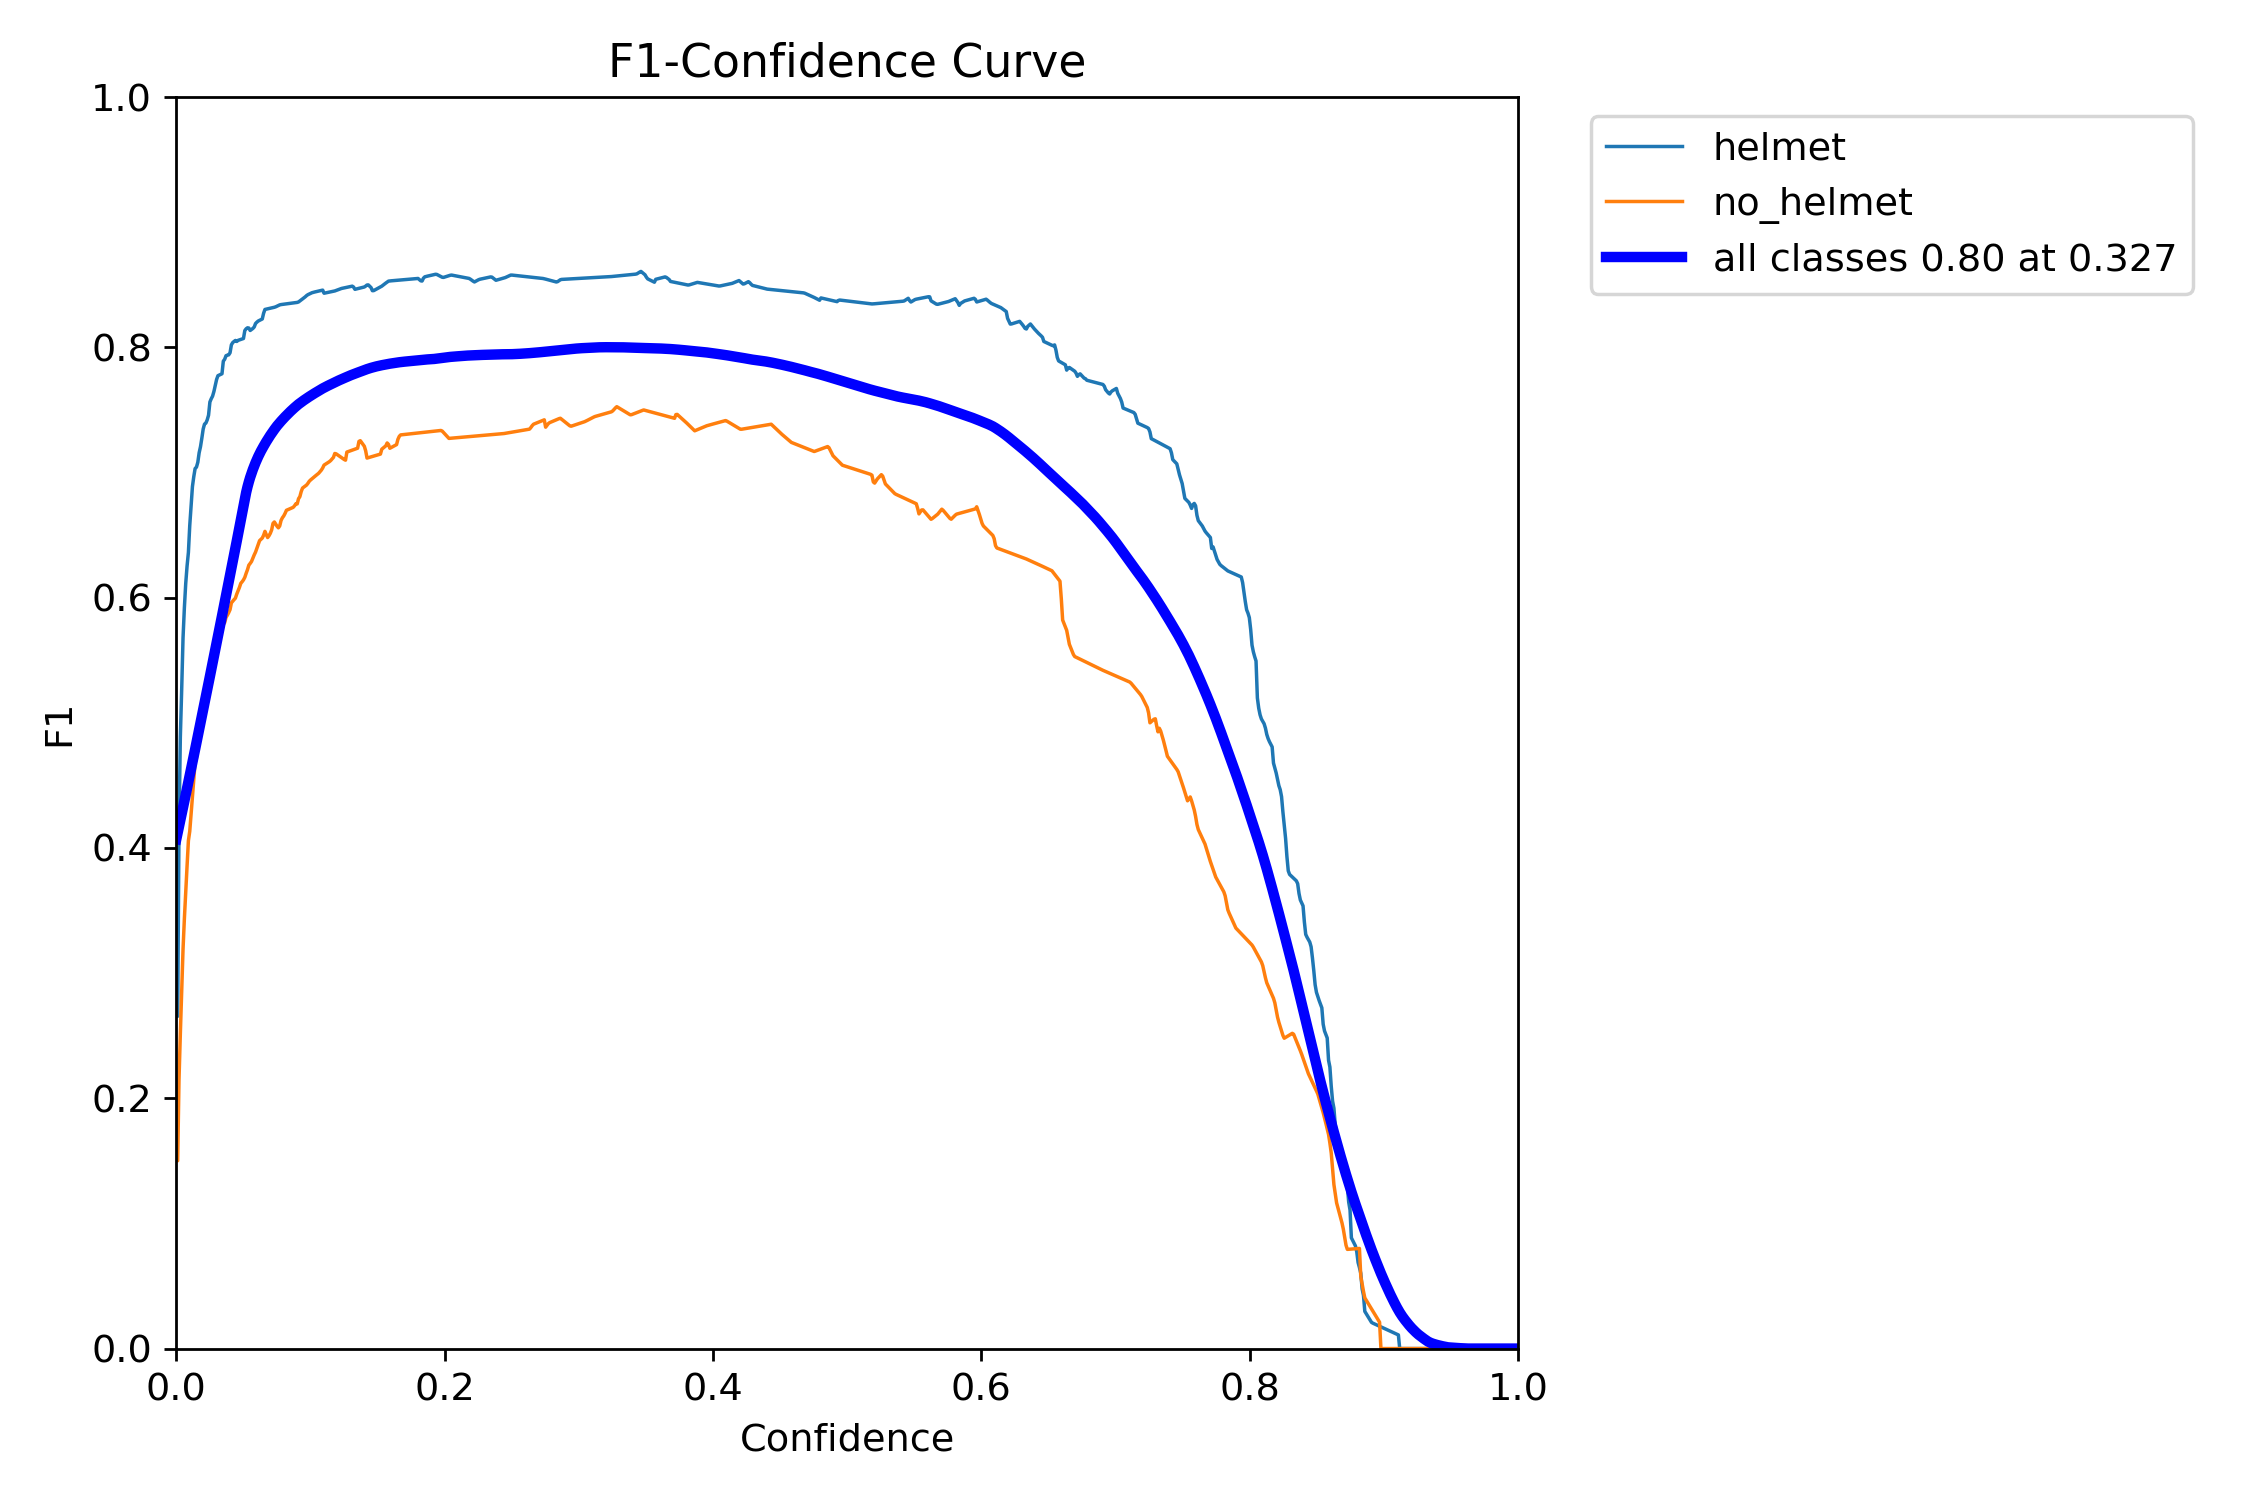 F1-Confidence Curve
helmet
no_helmet
all classes 0.80 at 0.327
F1
1.0
0.8
0.6
0.4
0.2
0.0
0.0 0.2 0.4 0.6 0.8 1.0
Confidence